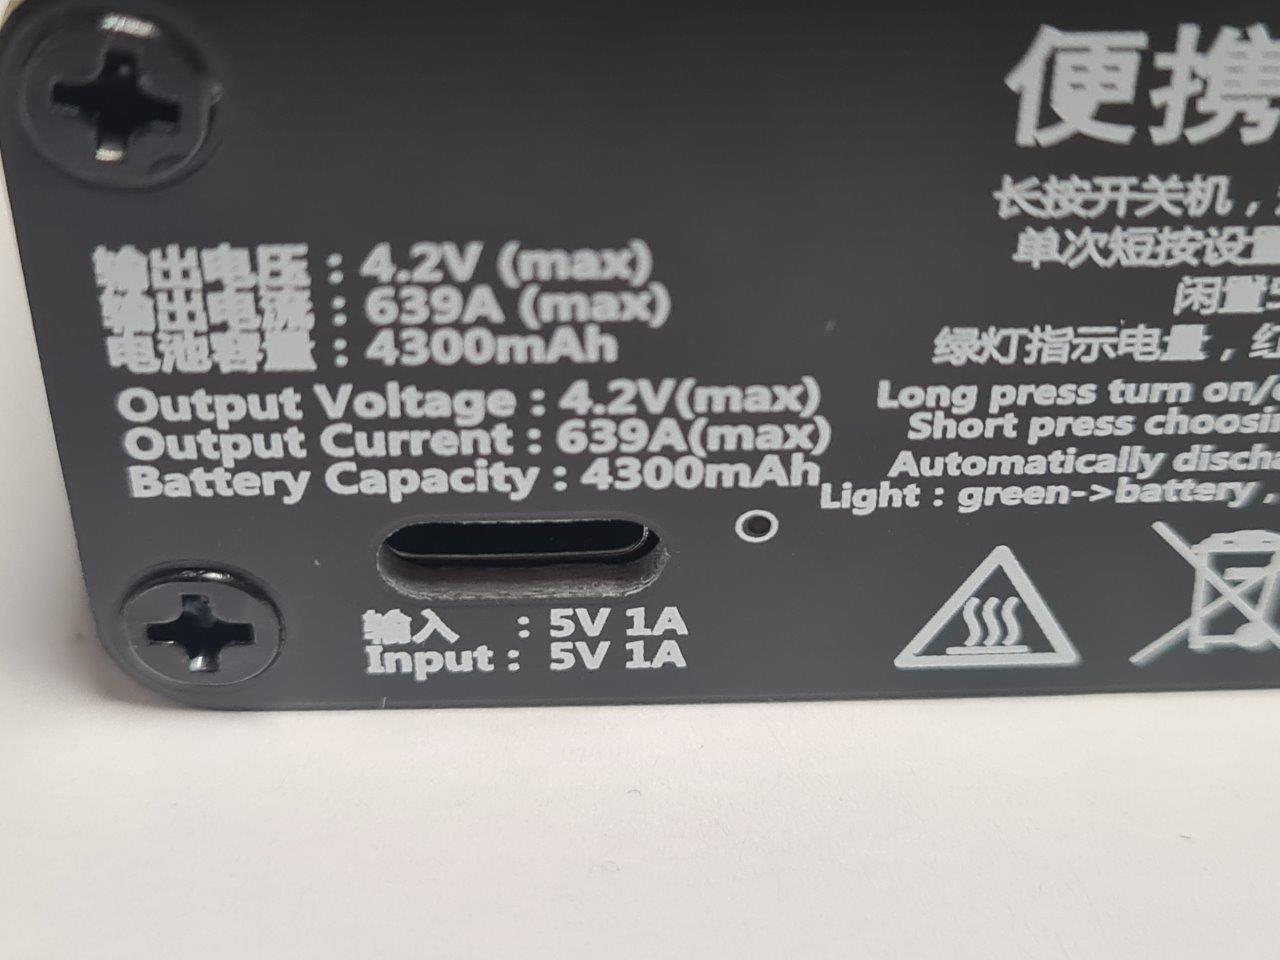 便携
长按开关机，
单次短按设置
闲置5
绿灯指示电量，红
输出电压：4.2V (max)
输出电流：639A (max)
电池容量：4300mAh
Output Voltage：4.2V(max)
Output Current：639A(max)
Battery Capacity：4300mAh
Long press turn on/
Short press choosin
Automatically discha
Light：green->battery，
输入　：5V 1A
Input：5V 1A